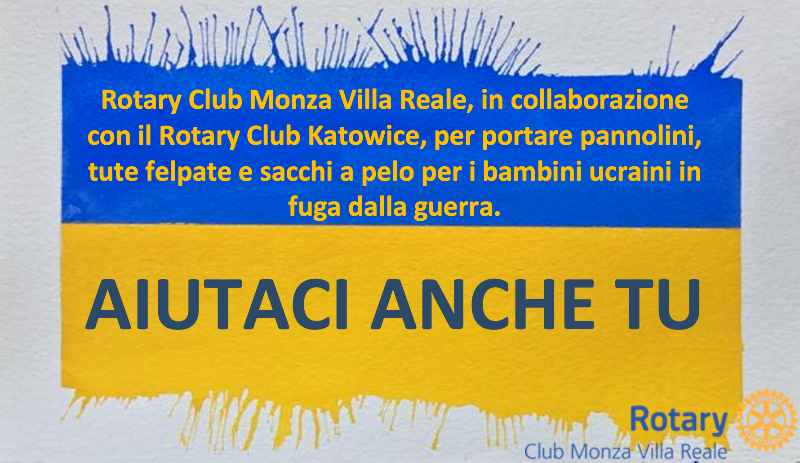 Rotary Club Monza Villa Reale, in collaborazione
con il Rotary Club Katowice, per portare pannolini,
tute felpate e sacchi a pelo per i bambini ucraini in
fuga dalla guerra.
AIUTACI ANCHE TU
Rotary
Club Monza Villa Reale